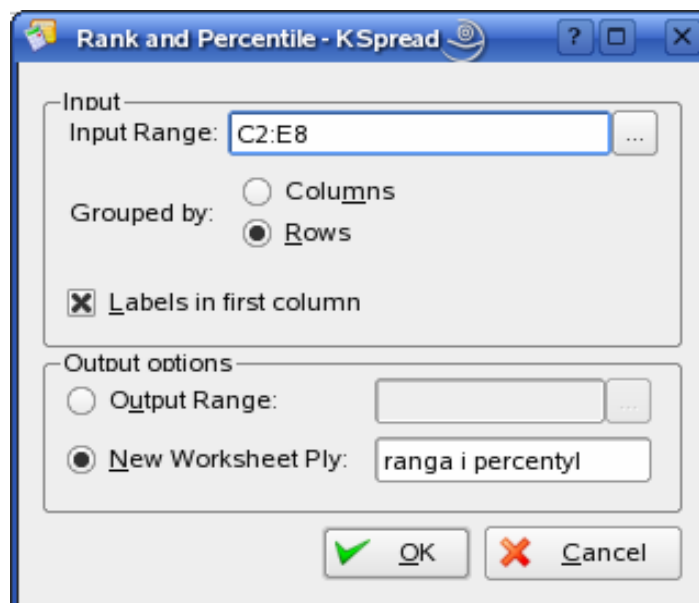 Rank and Percentile - KSpread
Input
Input Range: C2:E8 ...
Columns
Grouped by:
Rows
Labels in first column
Output options
Output Range: ...
New Worksheet Ply: ranga i percentyl
OK Cancel